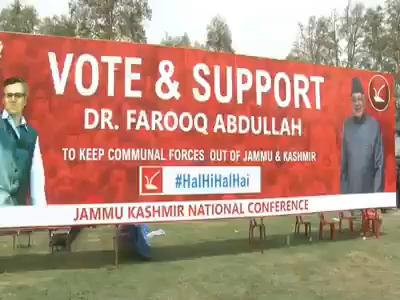 VOTE & SUPPORT
DR. FAROOQ ABDULLAH
TO KEEP COMMUNAL FORCES OUT OF JAMMU & KASHMIR
#HalHiHalHai
JAMMU KASHMIR NATIONAL CONFERENCE